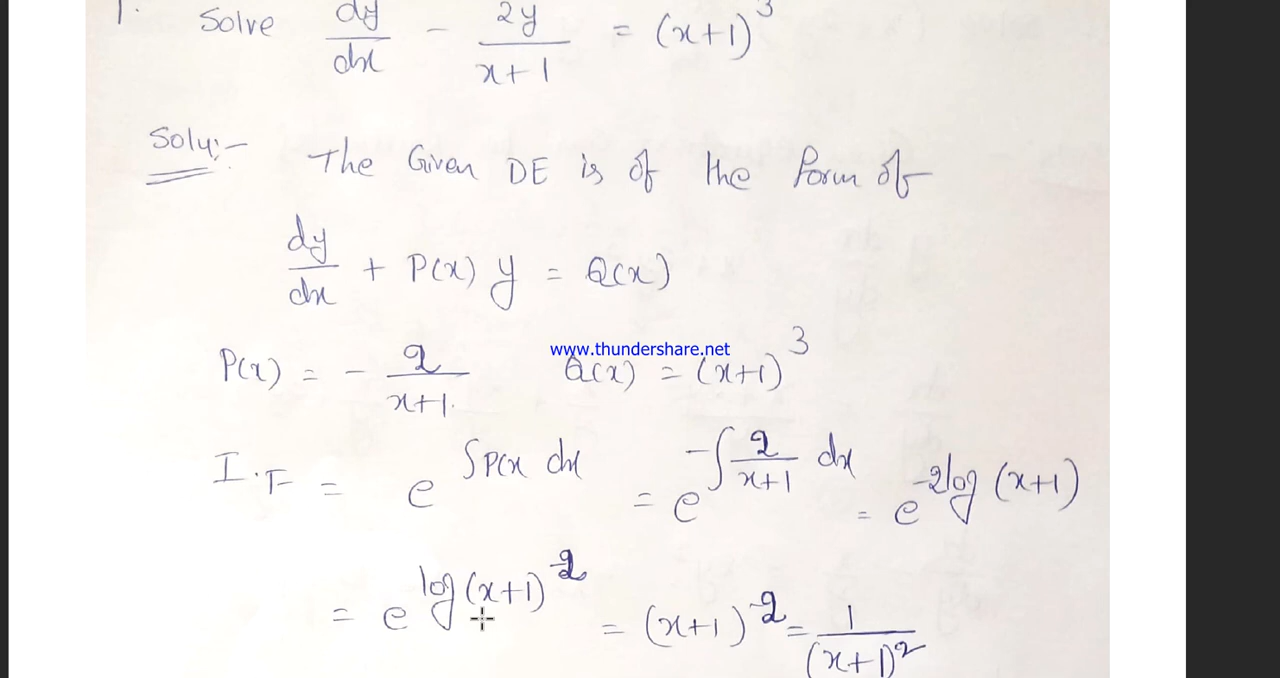 1. Solve dy/dx - 2y/x+1 = (x+1)^3
Solu:- The Given DE is of the Form of
dy/dx + P(x) y = Q(x)
www.thundershare.net
P(x) = - 2/x+1. Q(x) = (x+1)^3
I.F = e^∫P(x dx = e^-∫2/x+1 dx = e^-2log(x+1)
= e^log(x+1)^-2 = (x+1)^-2 = 1/(x+1)^2